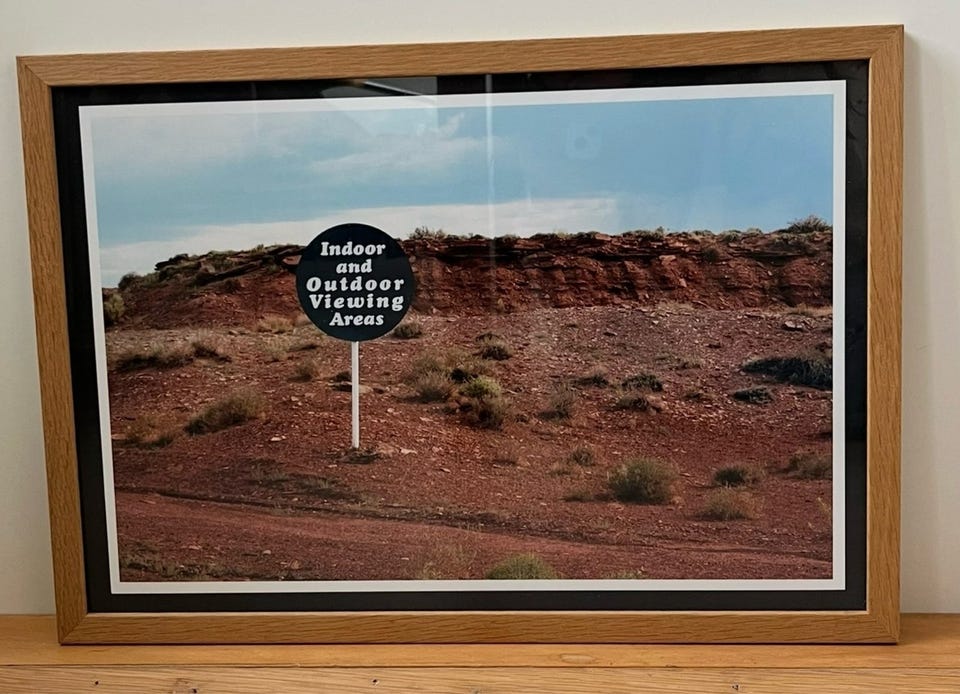 Indoor
and
Outdoor
Viewing
Areas